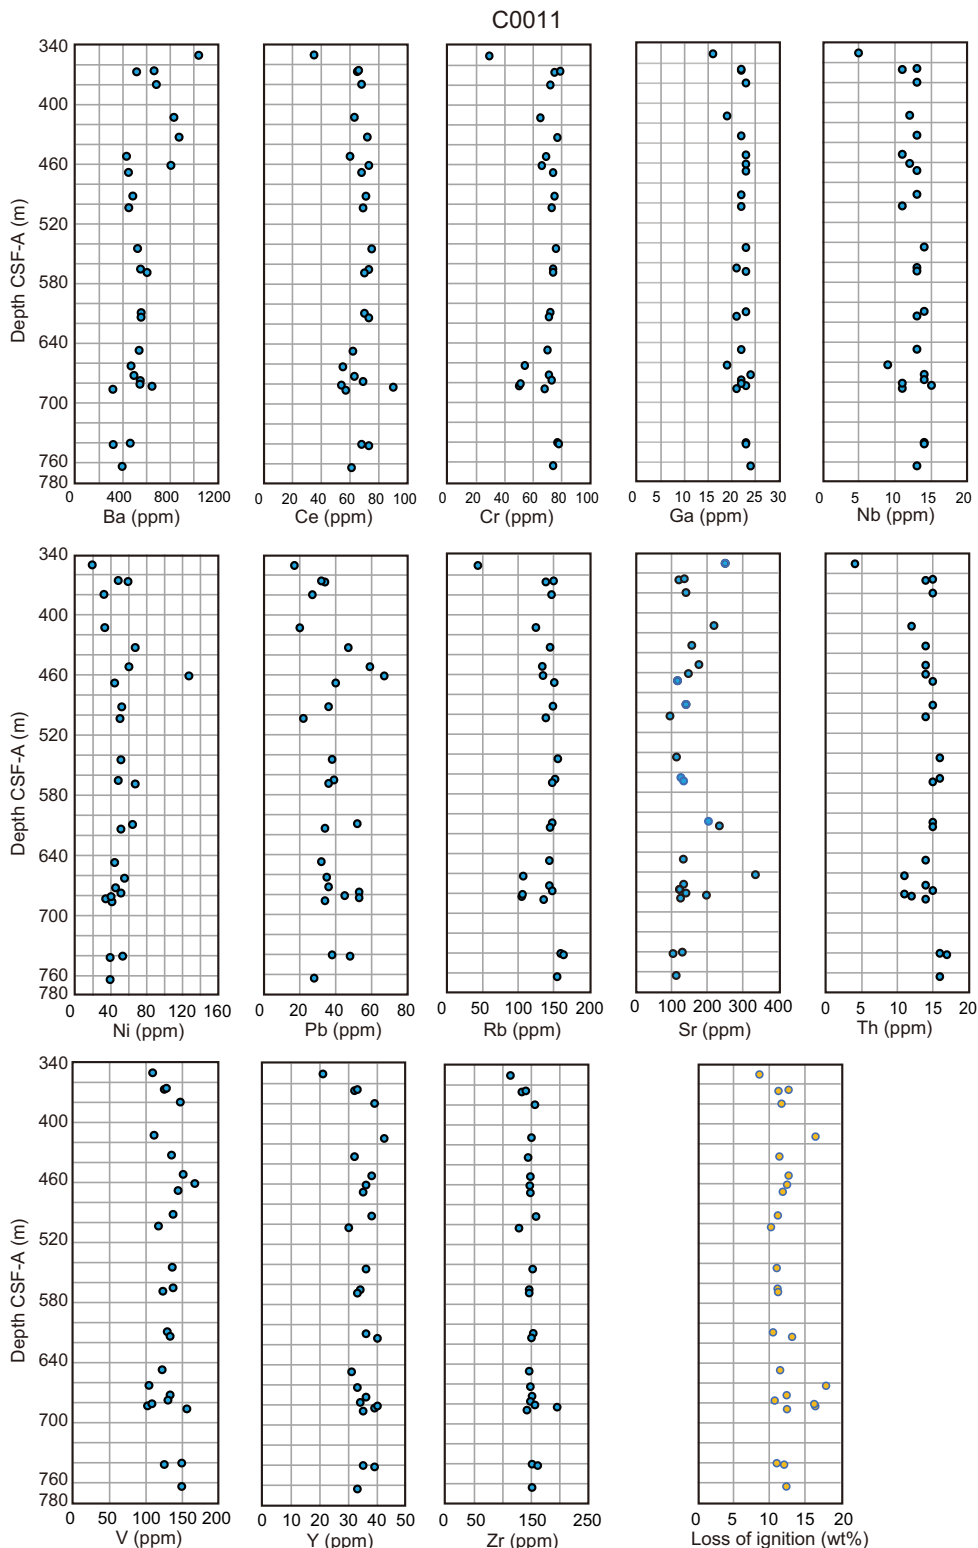 C0011
340
400
460
520
580
640
700
760
780
Depth CSF-A (m)
0 400 800 1200
Ba (ppm)
0 20 40 60 80 100
Ce (ppm)
0 20 40 60 80 100
Cr (ppm)
0 5 10 15 20 25 30
Ga (ppm)
0 5 10 15 20
Nb (ppm)
340
400
460
520
580
640
700
760
780
Depth CSF-A (m)
0 40 80 120 160
Ni (ppm)
0 20 40 60 80
Pb (ppm)
0 50 100 150 200
Rb (ppm)
0 100 200 300 400
Sr (ppm)
0 5 10 15 20
Th (ppm)
340
400
460
520
580
640
700
760
780
Depth CSF-A (m)
0 50 100 150 200
V (ppm)
0 10 20 30 40 50
Y (ppm)
0 50 100 150 200 250
Zr (ppm)
0 5 10 15 20
Loss of ignition (wt%)